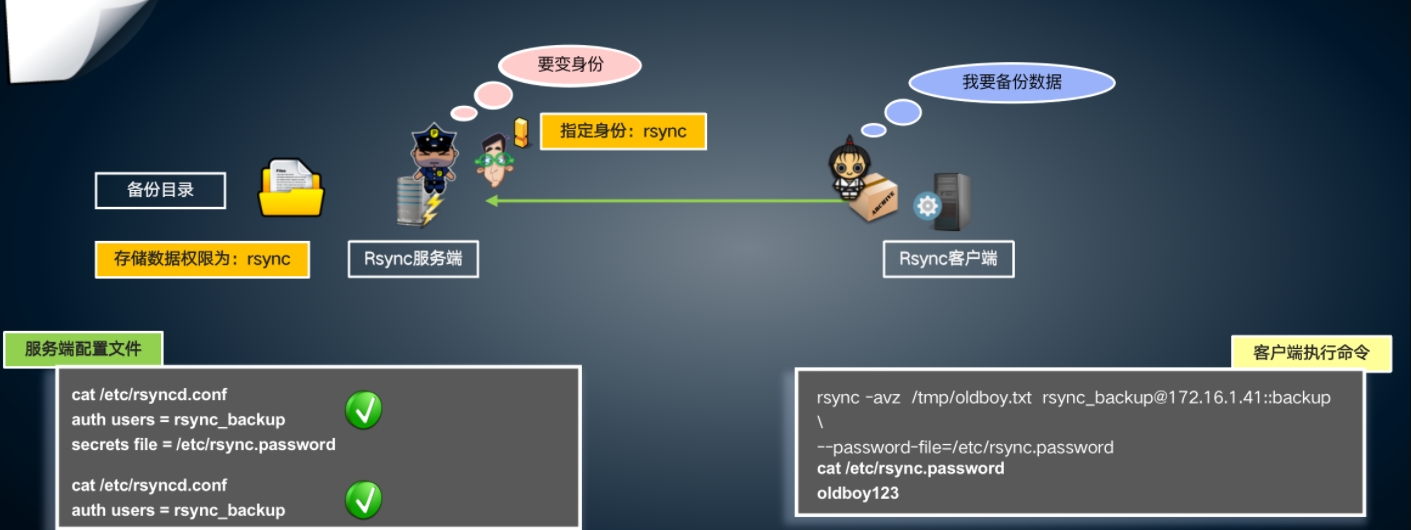 要变身份
我要备份数据
指定身份：rsync
备份目录
存储数据权限为：rsync
Rsync服务端
Rsync客户端
ARCHIVE
服务端配置文件
cat /etc/rsyncd.conf
auth users = rsync_backup
secrets file = /etc/rsync.password
cat /etc/rsyncd.conf
auth users = rsync_backup
客户端执行命令
rsync -avz /tmp/oldboy.txt rsync_backup@172.16.1.41::backup
\
--password-file=/etc/rsync.password
cat /etc/rsync.password
oldboy123